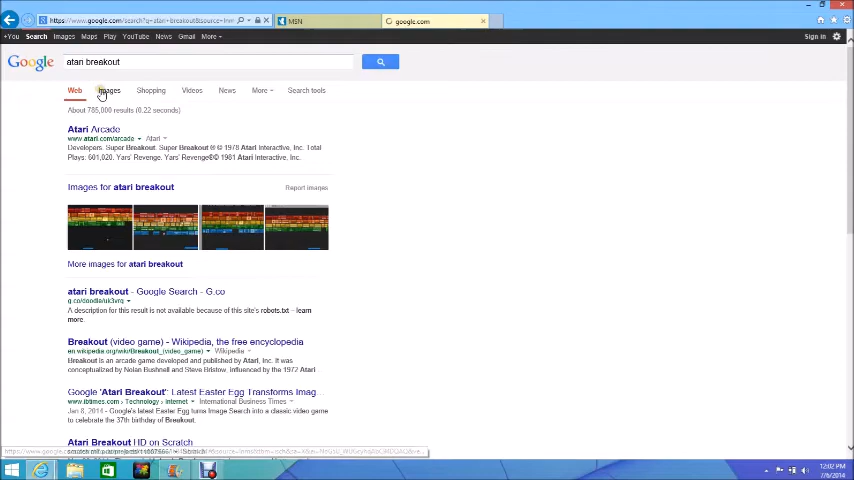 https://www.google.com/search?q=atari+breakout&source=lnm
MSN
google.com
+You Search Images Maps Play YouTube News Gmail More
Sign in
Google
atari breakout
Web Images Shopping Videos News More Search tools
About 785,000 results (0.22 seconds)
Atari Arcade
www.atari.com/arcade Atari
Developers. Super Breakout. Super Breakout ® © 1978 Atari Interactive, Inc. Total
Plays: 601,020. Yars' Revenge. Yars' Revenge®© 1981 Atari Interactive, Inc.
Images for atari breakout
Report images
More images for atari breakout
atari breakout - Google Search - G.co
g.co/doodle/uk3vrq
A description for this result is not available because of this site's robots.txt – learn
more.
Breakout (video game) - Wikipedia, the free encyclopedia
en.wikipedia.org/wiki/Breakout_(video_game) Wikipedia
Breakout is an arcade game developed and published by Atari, Inc. It was
conceptualized by Nolan Bushnell and Steve Bristow, influenced by the 1972 Atari
Google 'Atari Breakout': Latest Easter Egg Transforms Imag...
www.ibtimes.com › Technology › Internet International Business Times
Jan 8, 2014 - Google's latest Easter Egg turns Image Search into a classic video game
to celebrate the 37th birthday of Breakout.
Atari Breakout HD on Scratch
12:02 PM
7/6/2014